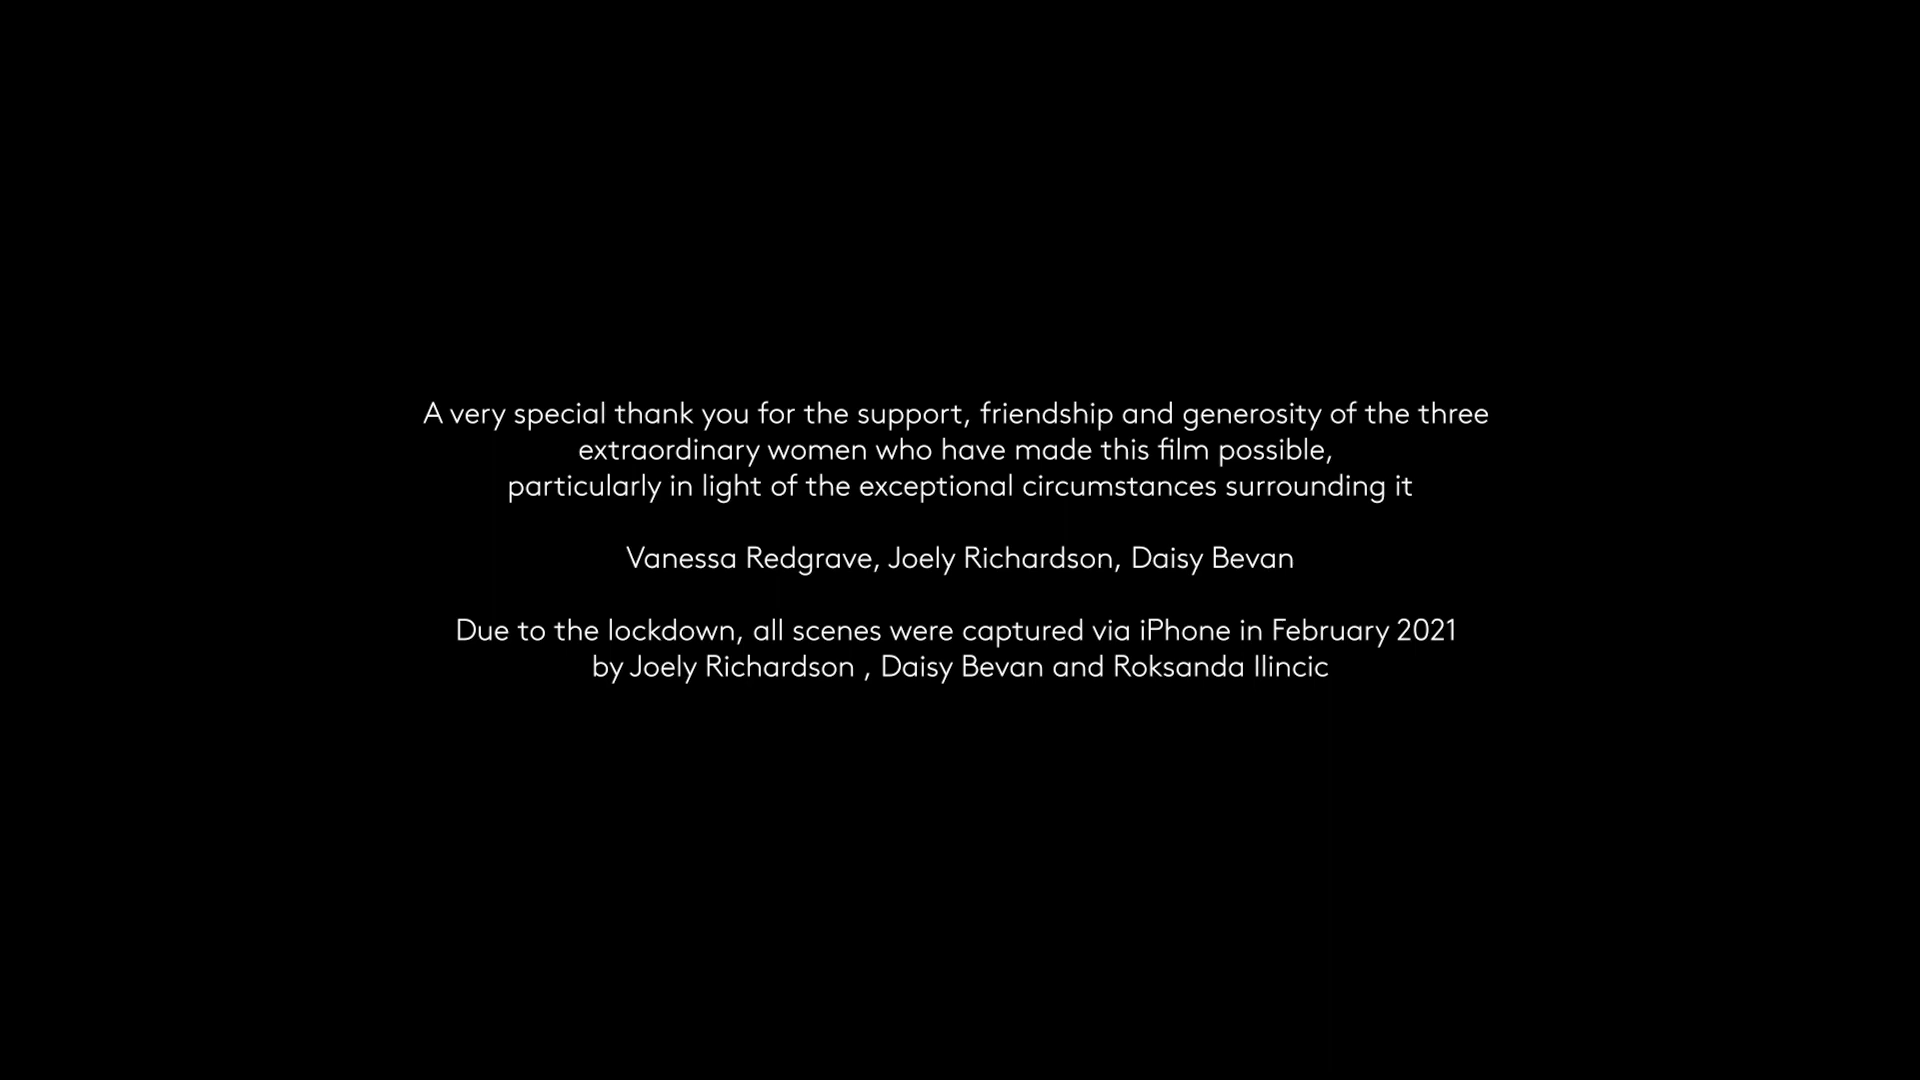 A very special thank you for the support, friendship and generosity of the three
extraordinary women who have made this film possible,
particularly in light of the exceptional circumstances surrounding it
Vanessa Redgrave, Joely Richardson, Daisy Bevan
Due to the lockdown, all scenes were captured via iPhone in February 2021
by Joely Richardson , Daisy Bevan and Roksanda Ilincic